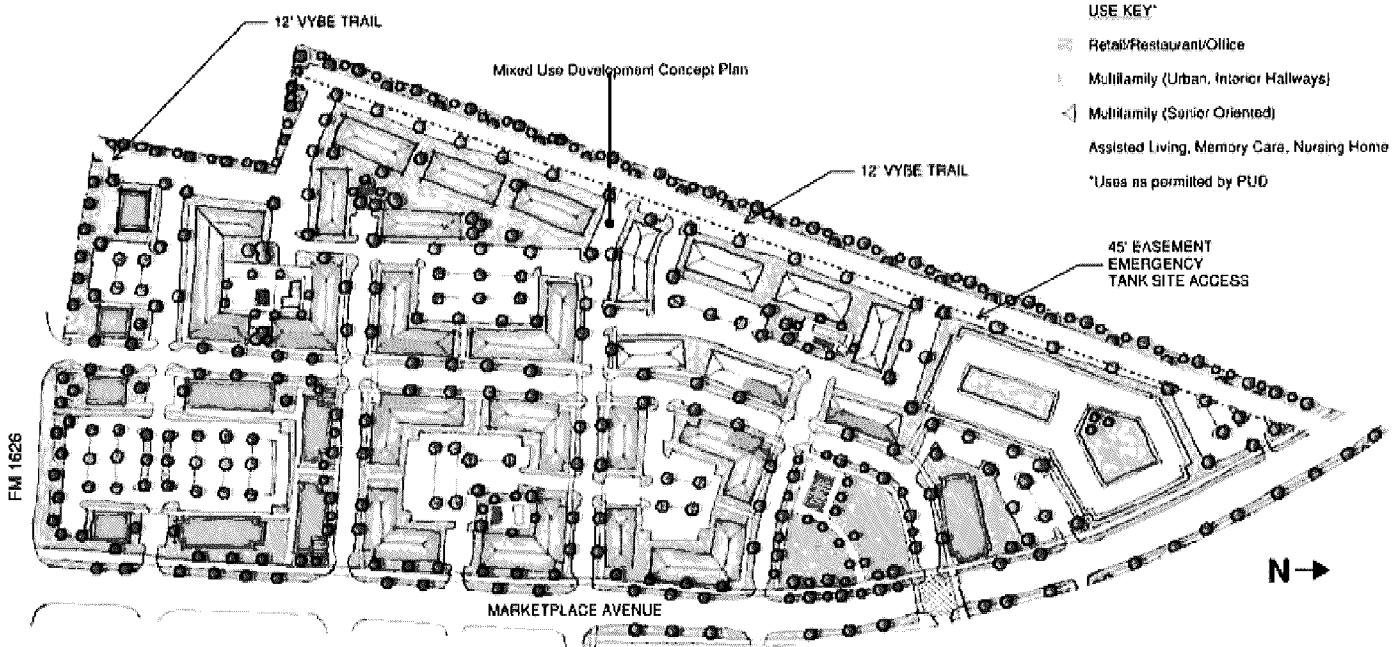 12' VYBE TRAIL
Mixed Use Development Concept Plan
USE KEY*
Retail/Restaurant/Office
Multifamily (Urban, Interior Hallways)
Multifamily (Senior Oriented)
Assisted Living, Memory Care, Nursing Home
*Uses as permitted by PUD
12' VYBE TRAIL
45' EASEMENT
EMERGENCY
TANK SITE ACCESS
FM 1626
N
MARKETPLACE AVENUE